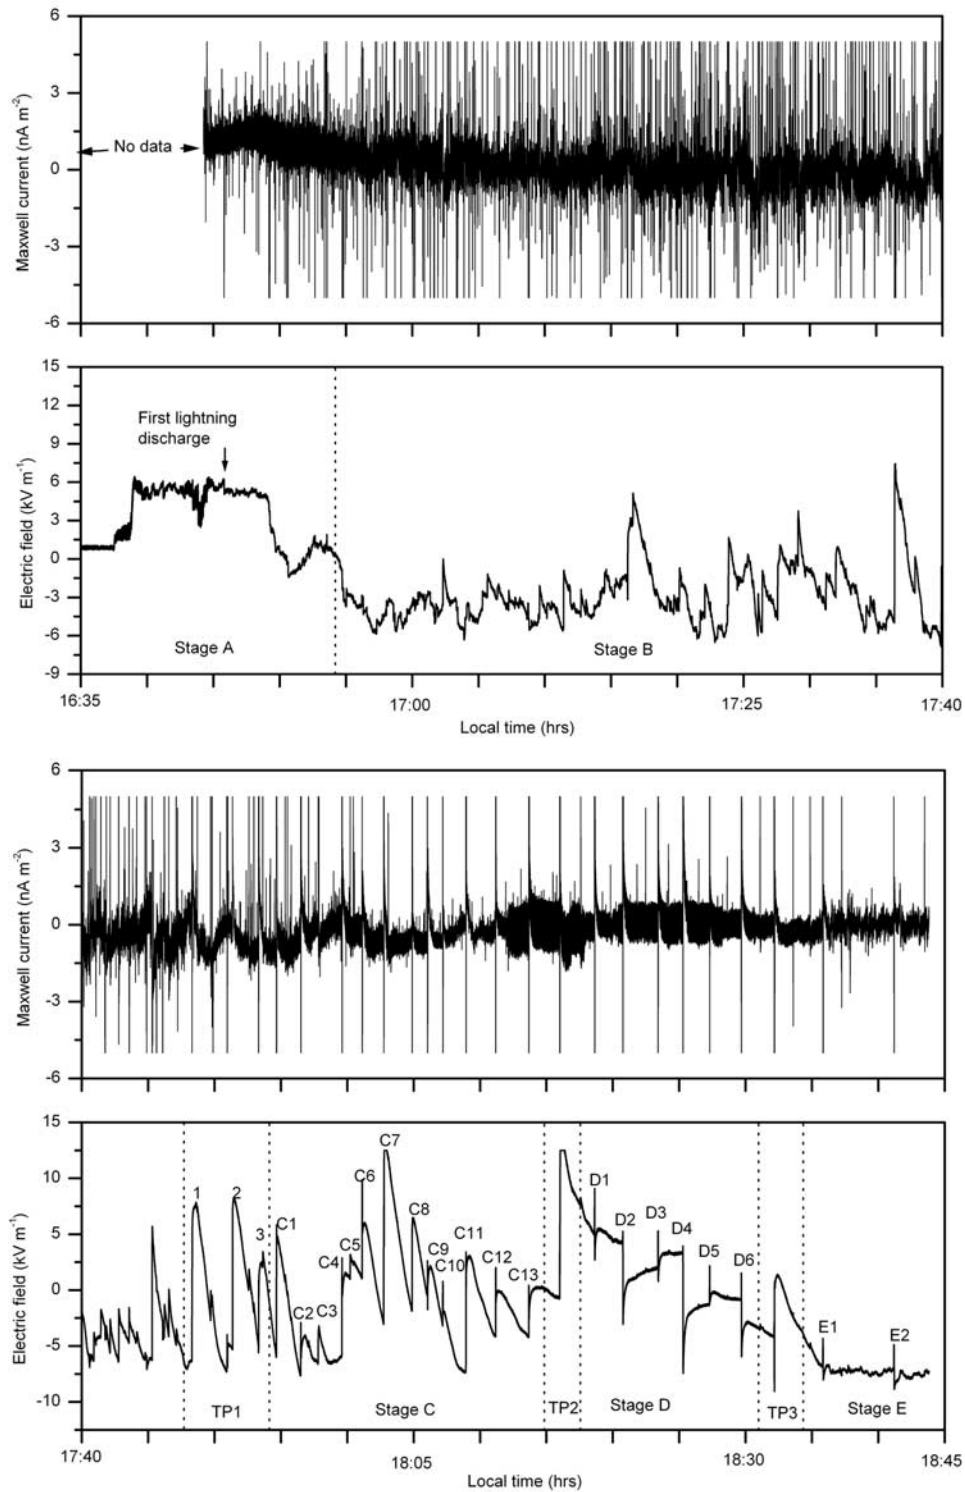 6
3
0
-3
-6
Maxwell current (nA m-2)
No data
15
12
9
6
3
0
-3
-6
-9
Electric field (kV m-1)
First lightning
discharge
Stage A
Stage B
16:35
17:00
17:25
17:40
Local time (hrs)
6
3
0
-3
-6
Maxwell current (nA m-2)
15
10
5
0
-5
-10
Electric field (kV m-1)
1
2
3
C1
C2
C3
C4
C5
C6
C7
C8
C9
C10
C11
C12
C13
D1
D2
D3
D4
D5
D6
E1
E2
TP1
Stage C
TP2
Stage D
TP3
Stage E
17:40
18:05
18:30
18:45
Local time (hrs)